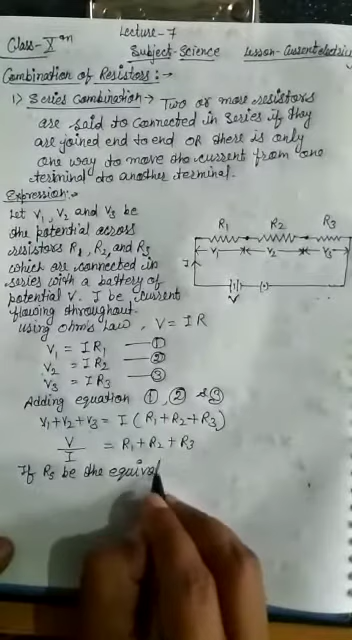 Lecture-7
Class-Xth Subject-Science Lesson-Current electric
Combination of Resistors:-
1) Series Combination → Two or more resistors
are said to connected in series if they
are joined end to end OR there is only
one way to move the current from one
terminal to another terminal.
Expression:-
Let V1, V2 and V3 be
the potential across
resistors R1, R2 and R3
which are connected in
series with a battery of
potential V. I be current
flowing throughout.
using ohm's law, V = IR
V1 = IR1 — ①
V2 = IR2 — ②
V3 = IR3 — ③
Adding equation ①, ② & ③
V1+V2+V3 = I (R1+R2+R3)
V/I = R1+R2+R3
If Rs be the equival
R1 R2 R3
V1 V2 V3
I
V